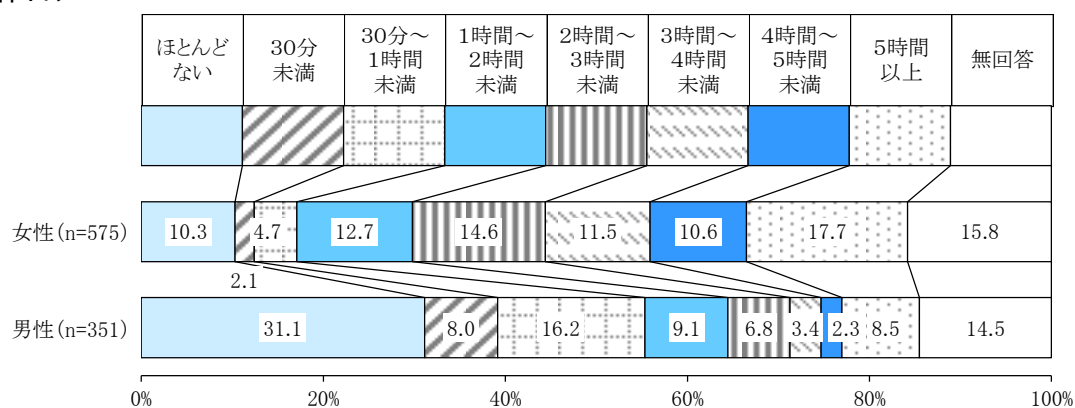 ほとんど
ない
30分
未満
30分～
1時間
未満
1時間～
2時間
未満
2時間～
3時間
未満
3時間～
4時間
未満
4時間～
5時間
未満
5時間
以上
無回答
女性(n=575)
10.3
4.7
12.7
14.6
11.5
10.6
17.7
15.8
2.1
男性(n=351)
31.1
8.0
16.2
9.1
6.8
3.4
2.3
8.5
14.5
0%
20%
40%
60%
80%
100%